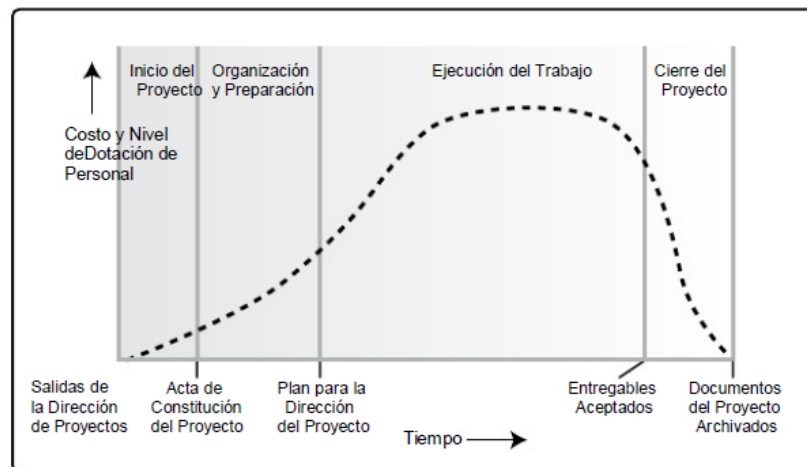 Inicio del
Proyecto
Organización
y Preparación
Ejecución del Trabajo
Cierre del
Proyecto
Costo y Nivel
deDotación de
Personal
Salidas de
la Dirección
de Proyectos
Acta de
Constitución
del Proyecto
Plan para la
Dirección
del Proyecto
Entregables
Aceptados
Documentos
del Proyecto
Archivados
Tiempo